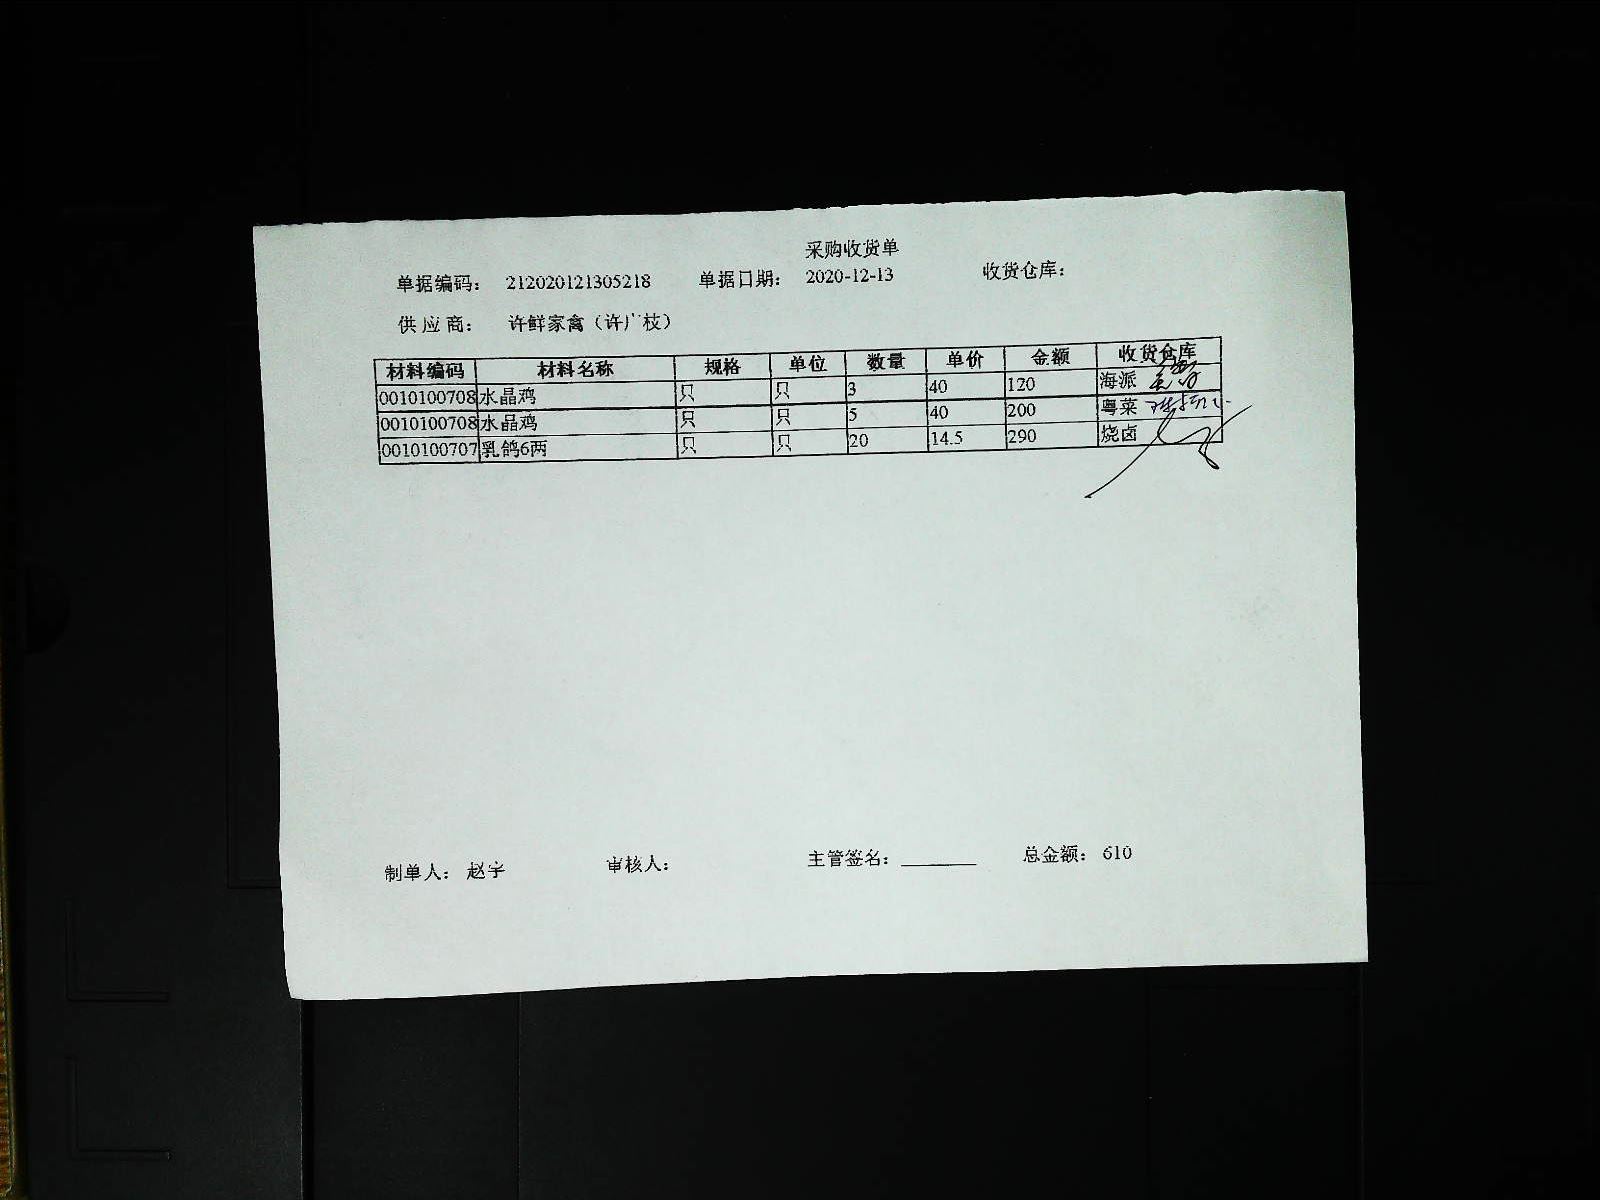 采购收货单
单据编码： 212020121305218 单据日期： 2020-12-13 收货仓库：
供应商： 许鲜家禽（许广枝）
材料编码 材料名称 规格 单位 数量 单价 金额 收货仓库
0010100708 水晶鸡 只 只 3 40 120 海派
0010100708 水晶鸡 只 只 5 40 200 粤菜
0010100707 乳鸽6两 只 只 20 14.5 290 烧卤
制单人： 赵宇 审核人： 主管签名： 总金额： 610